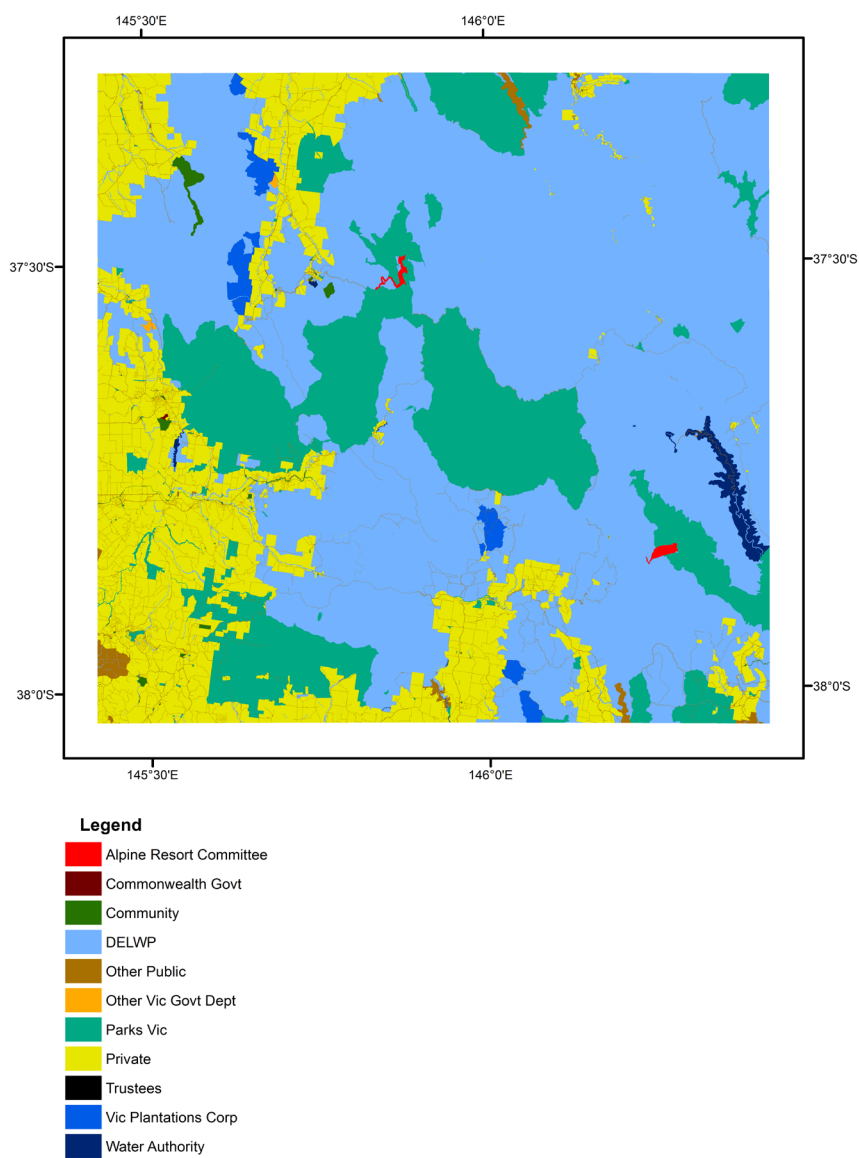 145°30'E
146°0'E
37°30'S
37°30'S
38°0'S
38°0'S
145°30'E
146°0'E
Legend
Alpine Resort Committee
Commonwealth Govt
Community
DELWP
Other Public
Other Vic Govt Dept
Parks Vic
Private
Trustees
Vic Plantations Corp
Water Authority